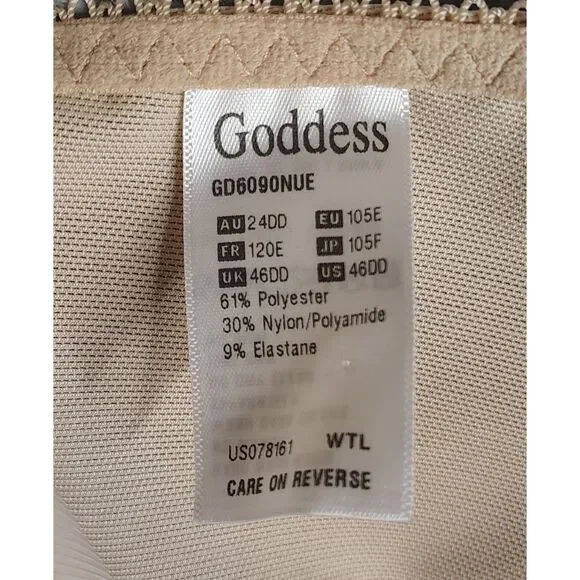 Goddess
GD6090NUE
AU 24DD EU 105E
FR 120E JP 105F
UK 46DD US 46DD
61% Polyester
30% Nylon/Polyamide
9% Elastane
US078161 WTL
CARE ON REVERSE